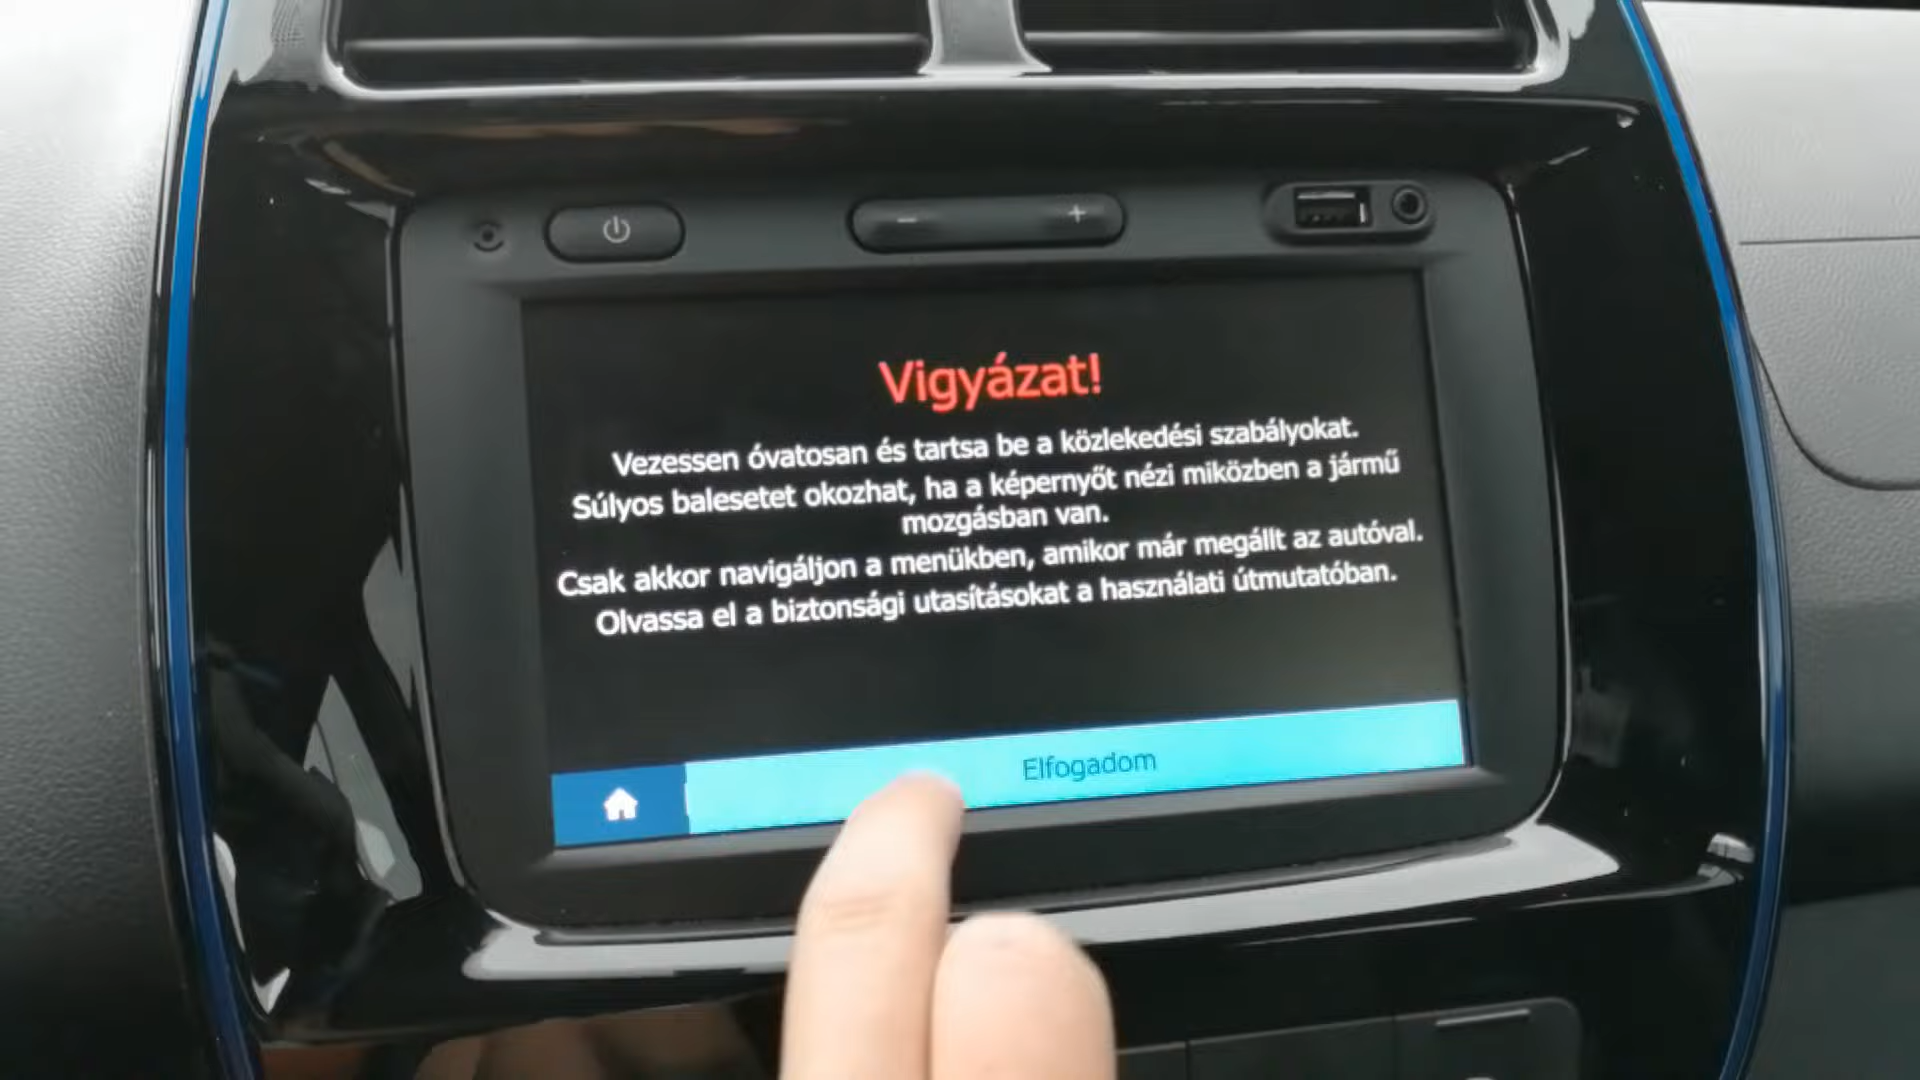 Vigyázat!
Vezessen óvatosan és tartsa be a közlekedési szabályokat.
Súlyos balesetet okozhat, ha a képernyőt nézi miközben a jármű
mozgásban van.
Csak akkor navigáljon a menükben, amikor már megállt az autóval.
Olvassa el a biztonsági utasításokat a használati útmutatóban.
Elfogadom